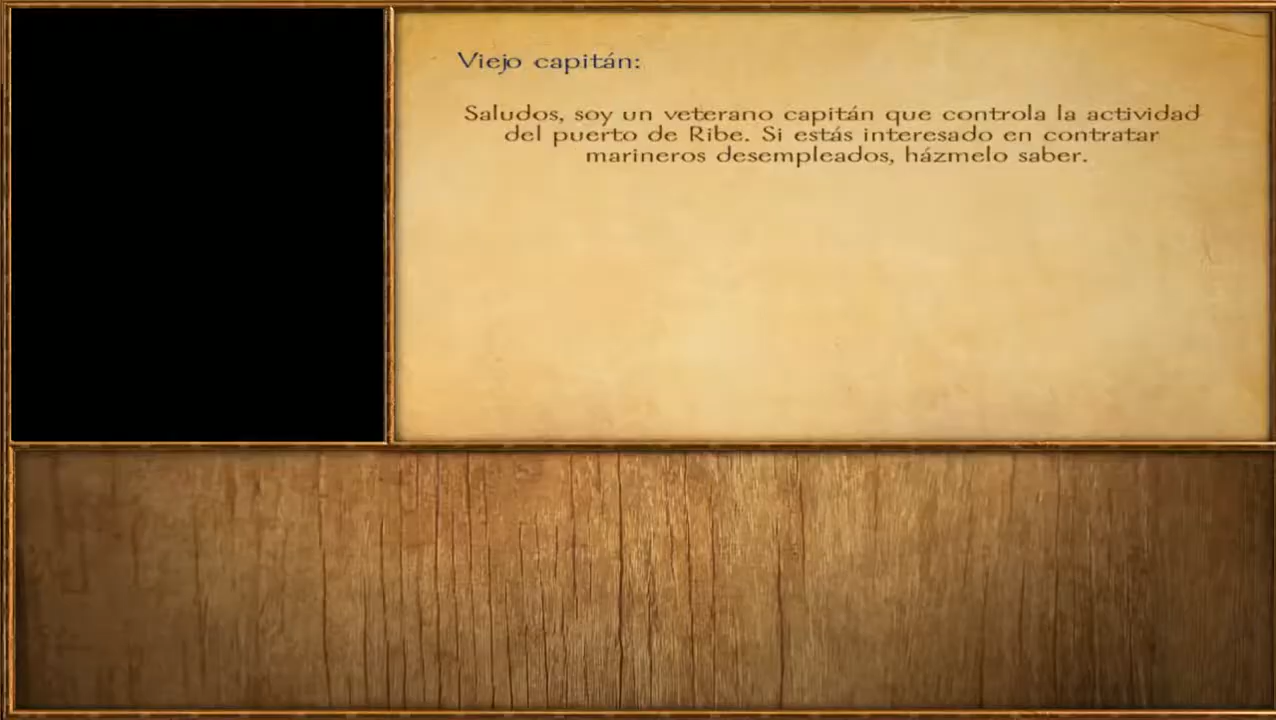 Viejo capitán:
Saludos, soy un veterano capitán que controla la actividad
del puerto de Ribe. Si estás interesado en contratar
marineros desempleados, házmelo saber.